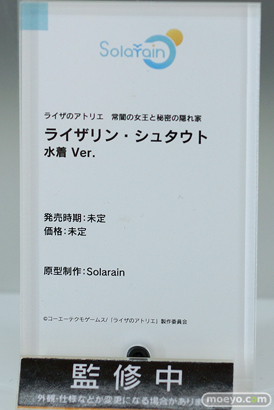 Solarain
ライザのアトリエ 常闇の女王と秘密の隠れ家
ライザリン・シュタウト
水着 Ver.
発売時期：未定
価格：未定
原型制作：Solarain
©コーエーテクモゲームス/「ライザのアトリエ」製作委員会
監修中
外観・仕様などが変更になる場合があります
moeyo.com